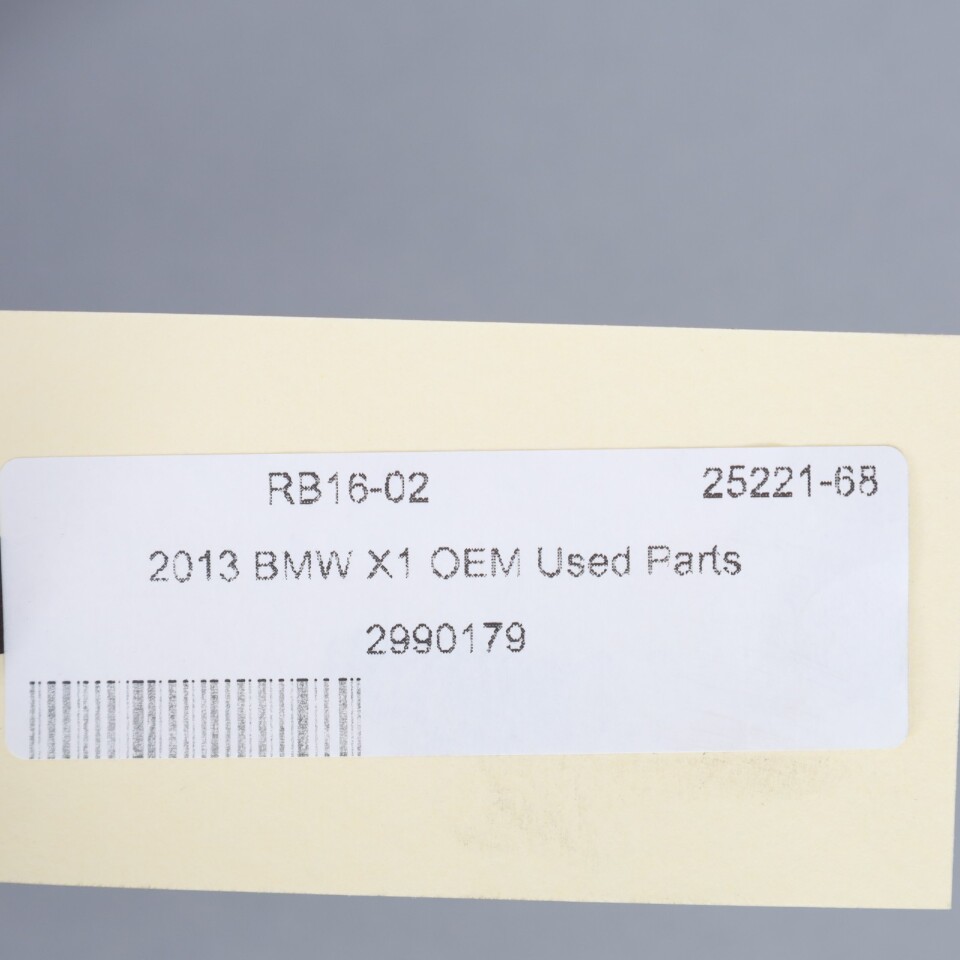 RB16-02 25221-68
2013 BMW X1 OEM Used Parts
2990179